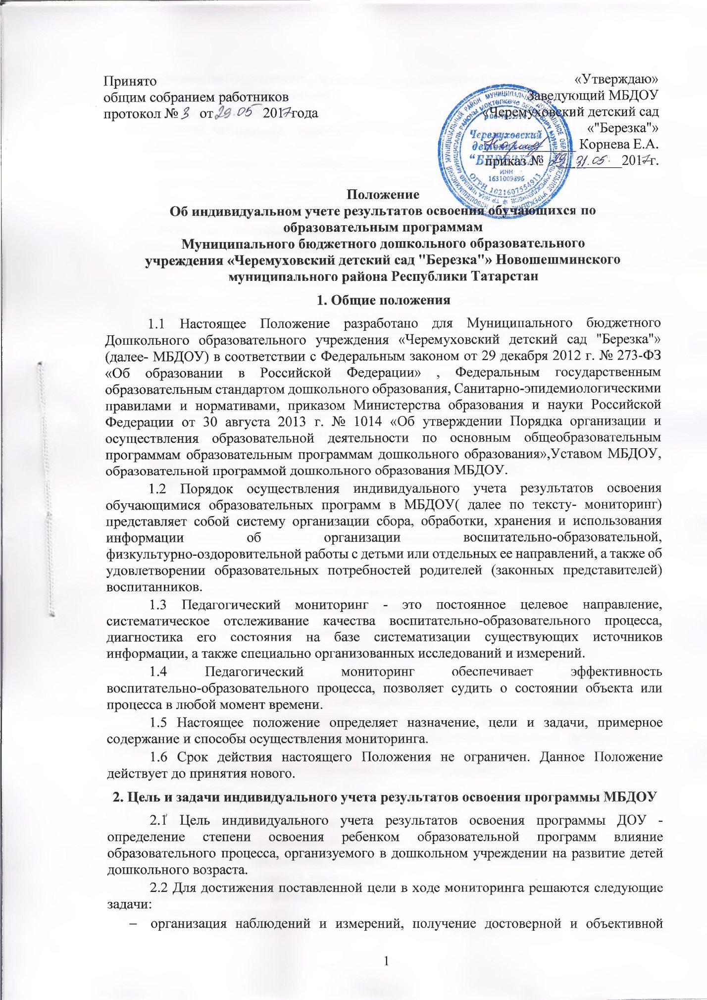 Принято
общим собранием работников
протокол № 3 от 29.05 2017года
«Утверждаю»
Заведующий МБДОУ
«Черемуховский детский сад
«"Березка"»
Корнева Е.А.
приказ № 31.05. 2017г.
Черемуховский
детский сад
“БЕРЕЗКА”
ИНН
1631009896
ОГРН 1021607554913
Положение
Об индивидуальном учете результатов освоения обучающихся по
образовательным программам
Муниципального бюджетного дошкольного образовательного
учреждения «Черемуховский детский сад "Березка"» Новошешминского
муниципального района Республики Татарстан
1. Общие положения
1.1 Настоящее Положение разработано для Муниципального бюджетного
Дошкольного образовательного учреждения «Черемуховский детский сад "Березка"»
(далее- МБДОУ) в соответствии с Федеральным законом от 29 декабря 2012 г. № 273-ФЗ
«Об образовании в Российской Федерации» , Федеральным государственным
образовательным стандартом дошкольного образования, Санитарно-эпидемиологическими
правилами и нормативами, приказом Министерства образования и науки Российской
Федерации от 30 августа 2013 г. № 1014 «Об утверждении Порядка организации и
осуществления образовательной деятельности по основным общеобразовательным
программам образовательным программам дошкольного образования»,Уставом МБДОУ,
образовательной программой дошкольного образования МБДОУ.
1.2 Порядок осуществления индивидуального учета результатов освоения
обучающимися образовательных программ в МБДОУ( далее по тексту- мониторинг)
представляет собой систему организации сбора, обработки, хранения и использования
информации об организации воспитательно-образовательной,
физкультурно-оздоровительной работы с детьми или отдельных ее направлений, а также об
удовлетворении образовательных потребностей родителей (законных представителей)
воспитанников.
1.3 Педагогический мониторинг - это постоянное целевое направление,
систематическое отслеживание качества воспитательно-образовательного процесса,
диагностика его состояния на базе систематизации существующих источников
информации, а также специально организованных исследований и измерений.
1.4 Педагогический мониторинг обеспечивает эффективность
воспитательно-образовательного процесса, позволяет судить о состоянии объекта или
процесса в любой момент времени.
1.5 Настоящее положение определяет назначение, цели и задачи, примерное
содержание и способы осуществления мониторинга.
1.6 Срок действия настоящего Положения не ограничен. Данное Положение
действует до принятия нового.
2. Цель и задачи индивидуального учета результатов освоения программы МБДОУ
2.1 Цель индивидуального учета результатов освоения программы ДОУ -
определение степени освоения ребенком образовательной программ влияние
образовательного процесса, организуемого в дошкольном учреждении на развитие детей
дошкольного возраста.
2.2 Для достижения поставленной цели в ходе мониторинга решаются следующие
задачи:
– организация наблюдений и измерений, получение достоверной и объективной
1